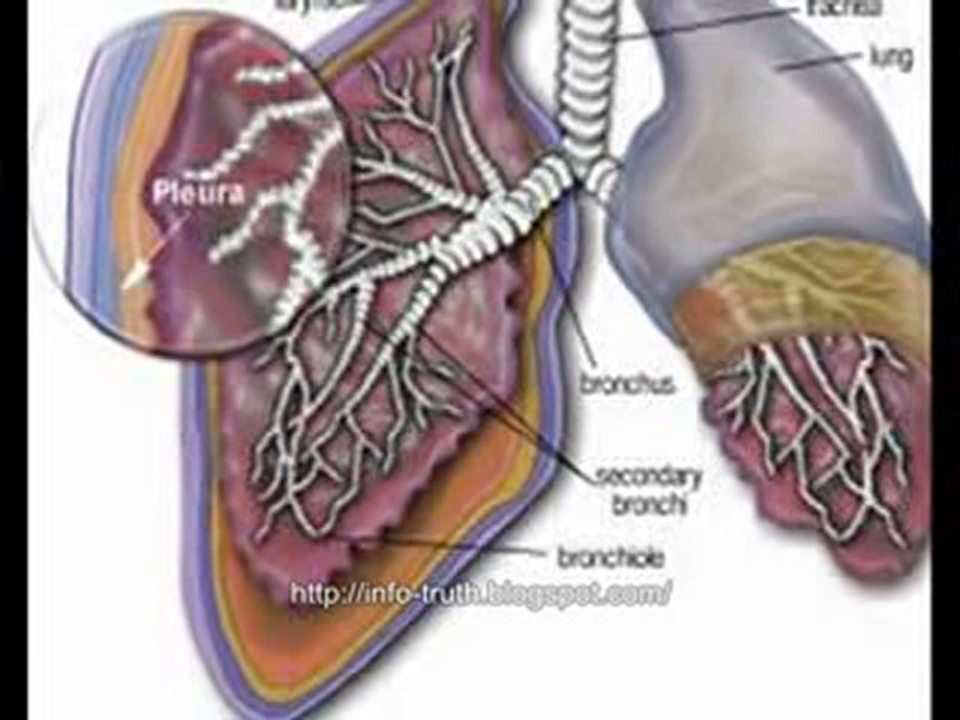 trachea
lung
Pleura
bronchus
secondary
bronchi
bronchiole
http://info-truth.blogspot.com/